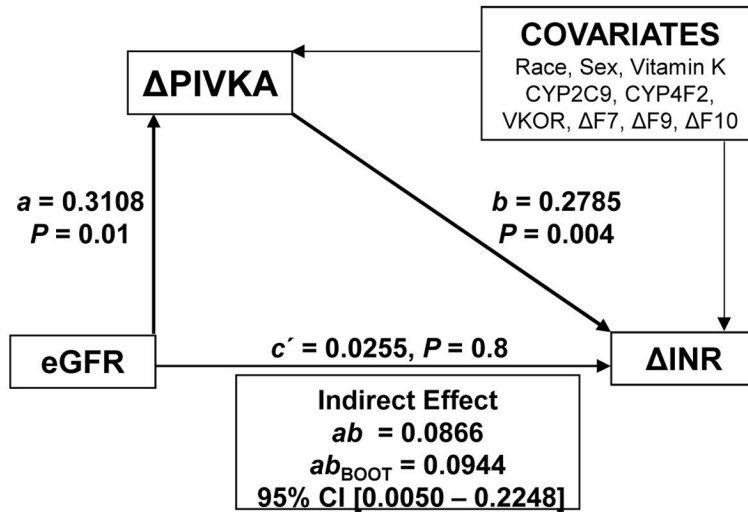 COVARIATES
Race, Sex, Vitamin K
CYP2C9, CYP4F2,
VKOR, ΔF7, ΔF9, ΔF10
ΔPIVKA
a = 0.3108
P = 0.01
b = 0.2785
P = 0.004
eGFR
c´ = 0.0255, P = 0.8
ΔINR
Indirect Effect
ab = 0.0866
abBOOT = 0.0944
95% CI [0.0050 – 0.2248]